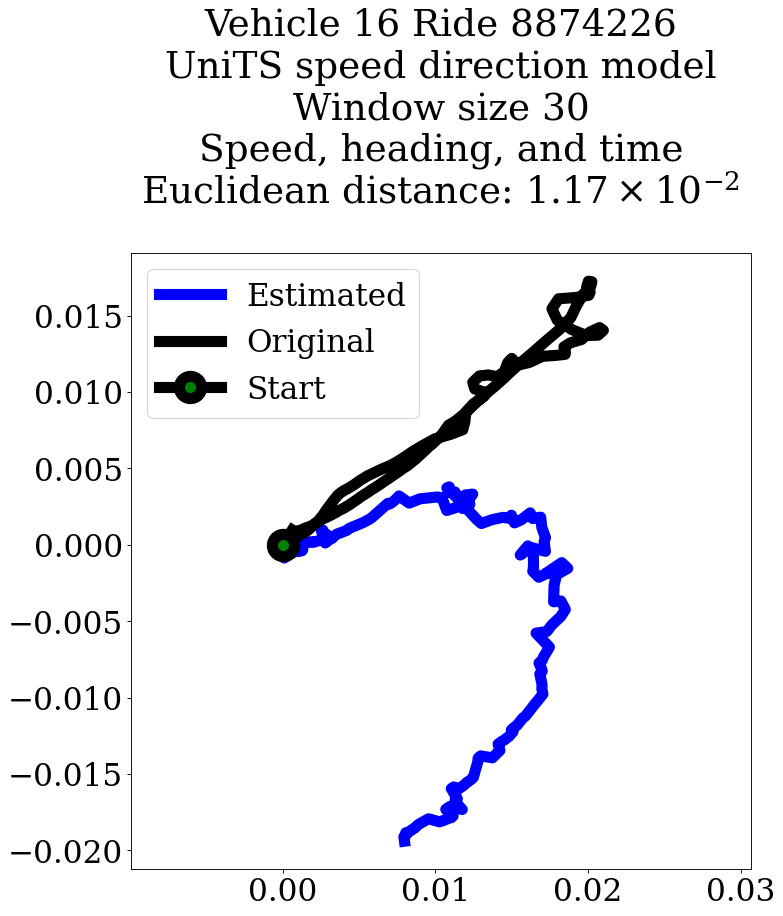 Vehicle 16 Ride 8874226
UniTS speed direction model
Window size 30
Speed, heading, and time
Euclidean distance: 1.17 × 10⁻²
Estimated
Original
Start
0.015
0.010
0.005
0.000
−0.005
−0.010
−0.015
−0.020
0.00 0.01 0.02 0.03